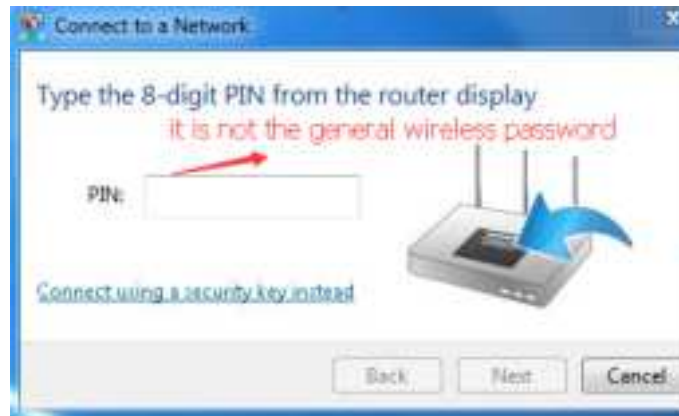 Connect to a Network
Type the 8-digit PIN from the router display
it is not the general wireless password
PIN:
Connect using a security key instead
Back Next Cancel